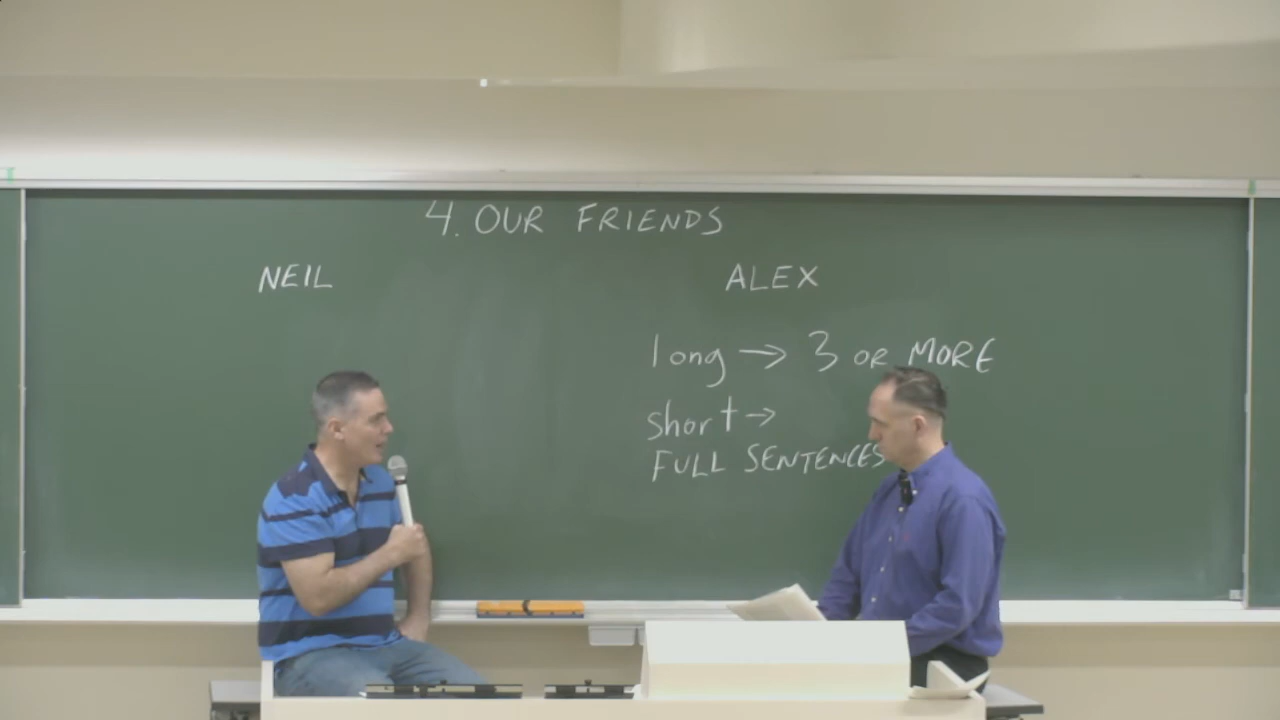 4. OUR FRIENDS
NEIL
ALEX
long → 3 OR MORE
short →
FULL SENTENCES